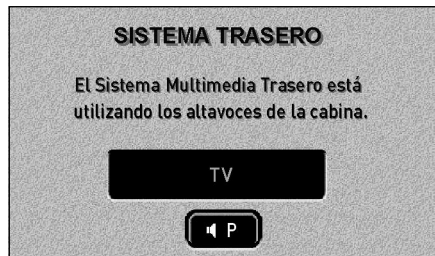 SISTEMA TRASERO
El Sistema Multimedia Trasero está
utilizando los altavoces de la cabina.
TV
P